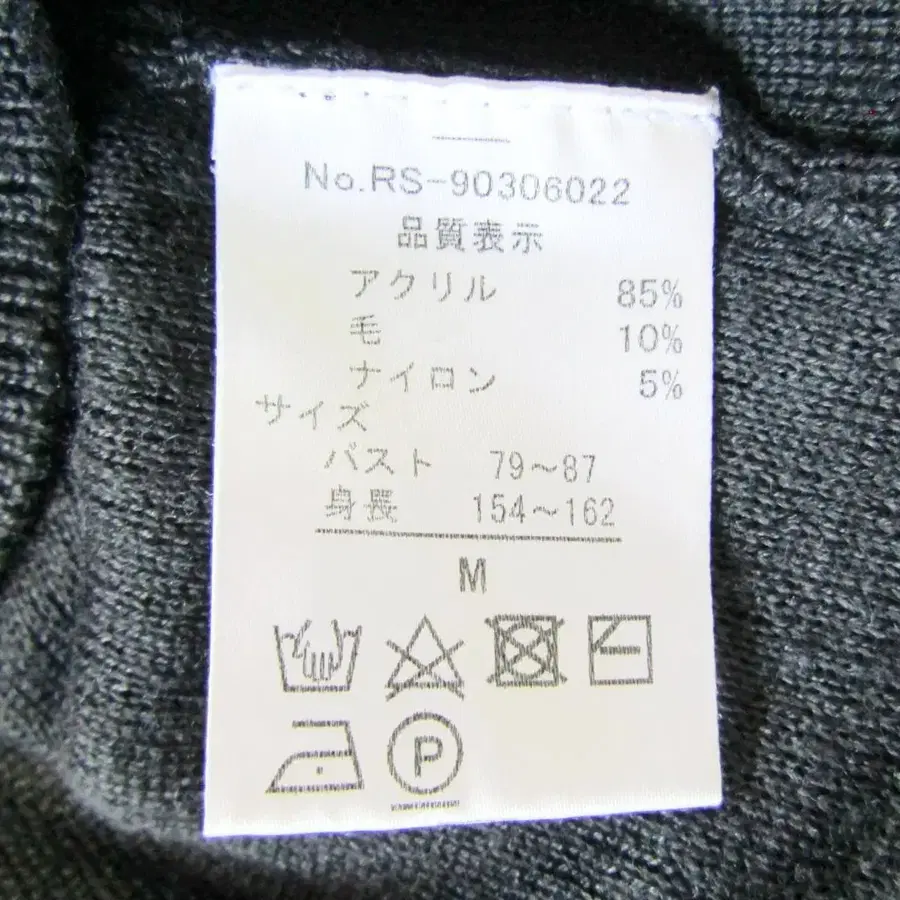 No.RS-90306022
品質表示
アクリル 85%
毛 10%
ナイロン 5%
サイズ
バスト 79～87
身長 154～162
M
P